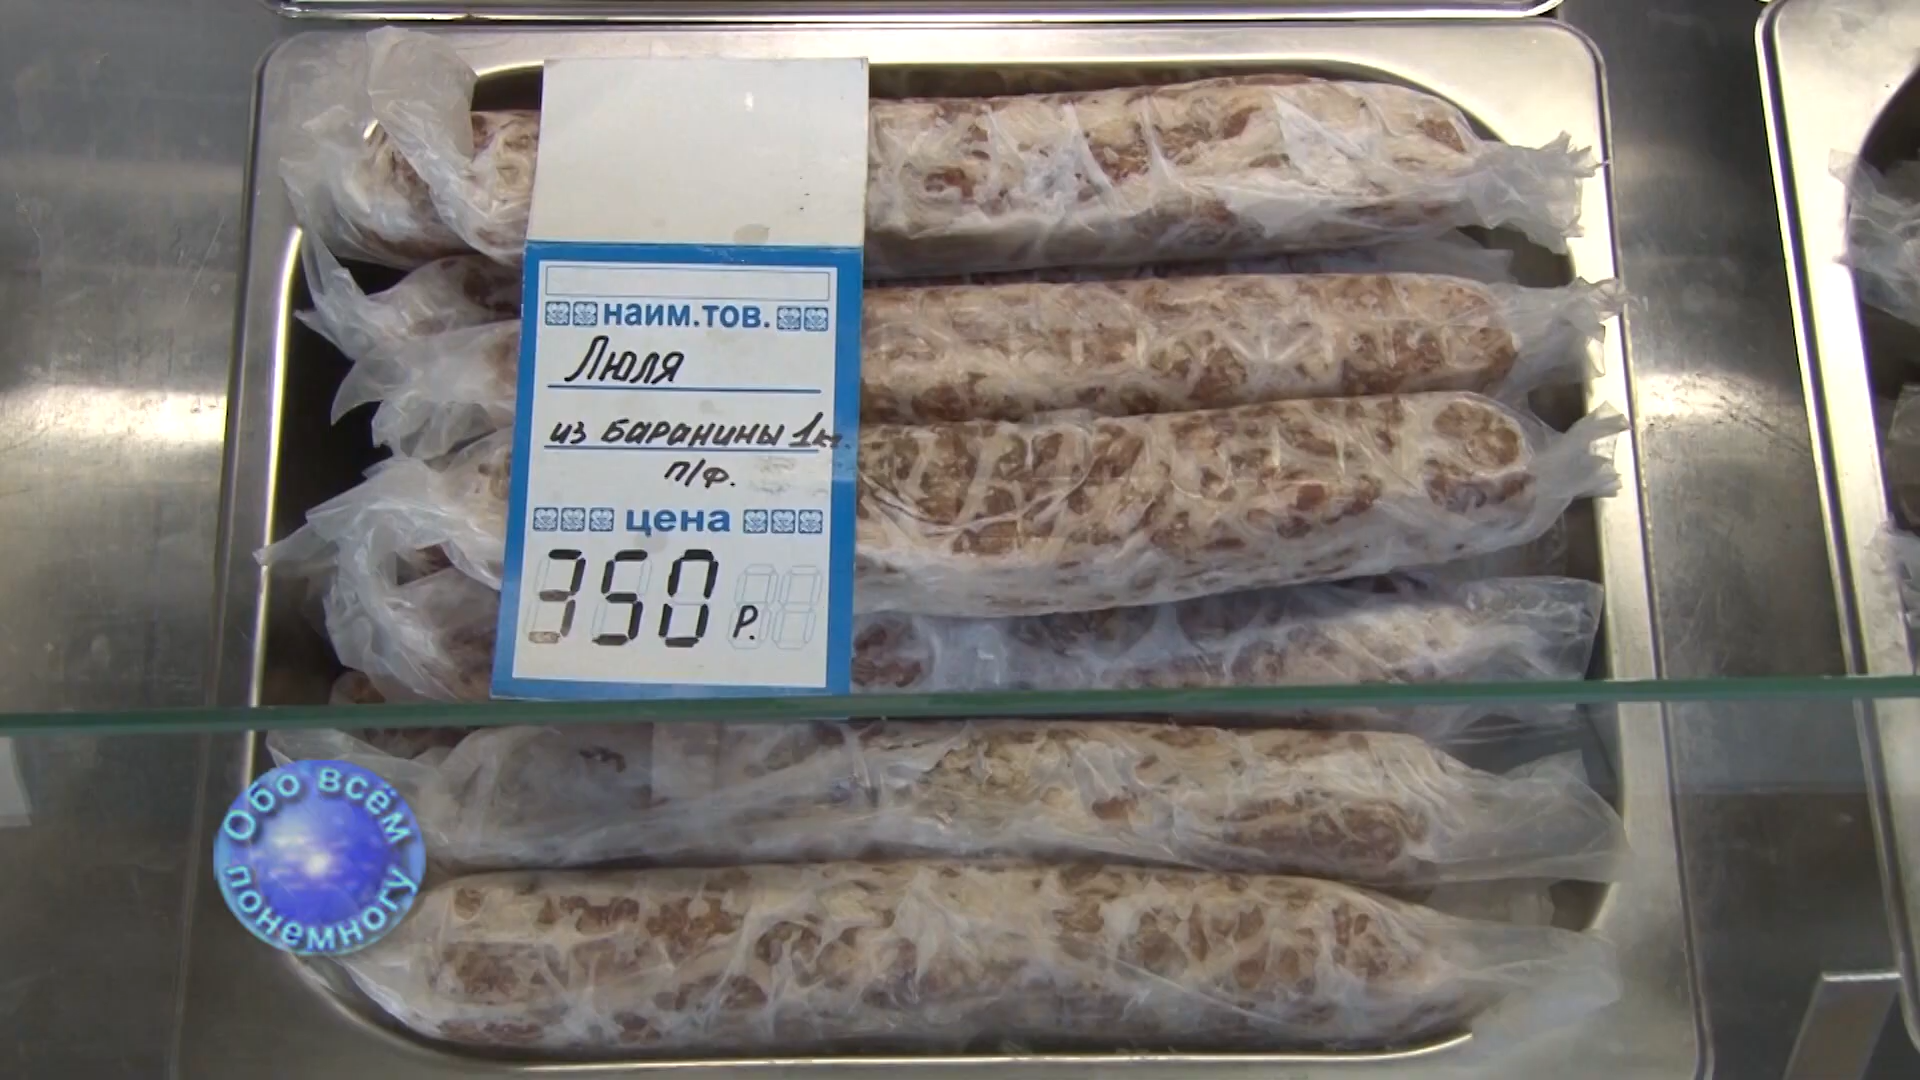 наим.тов.
Люля
из баранины 1кг.
п/ф.
цена
350 р.
Обо всём
понемногу